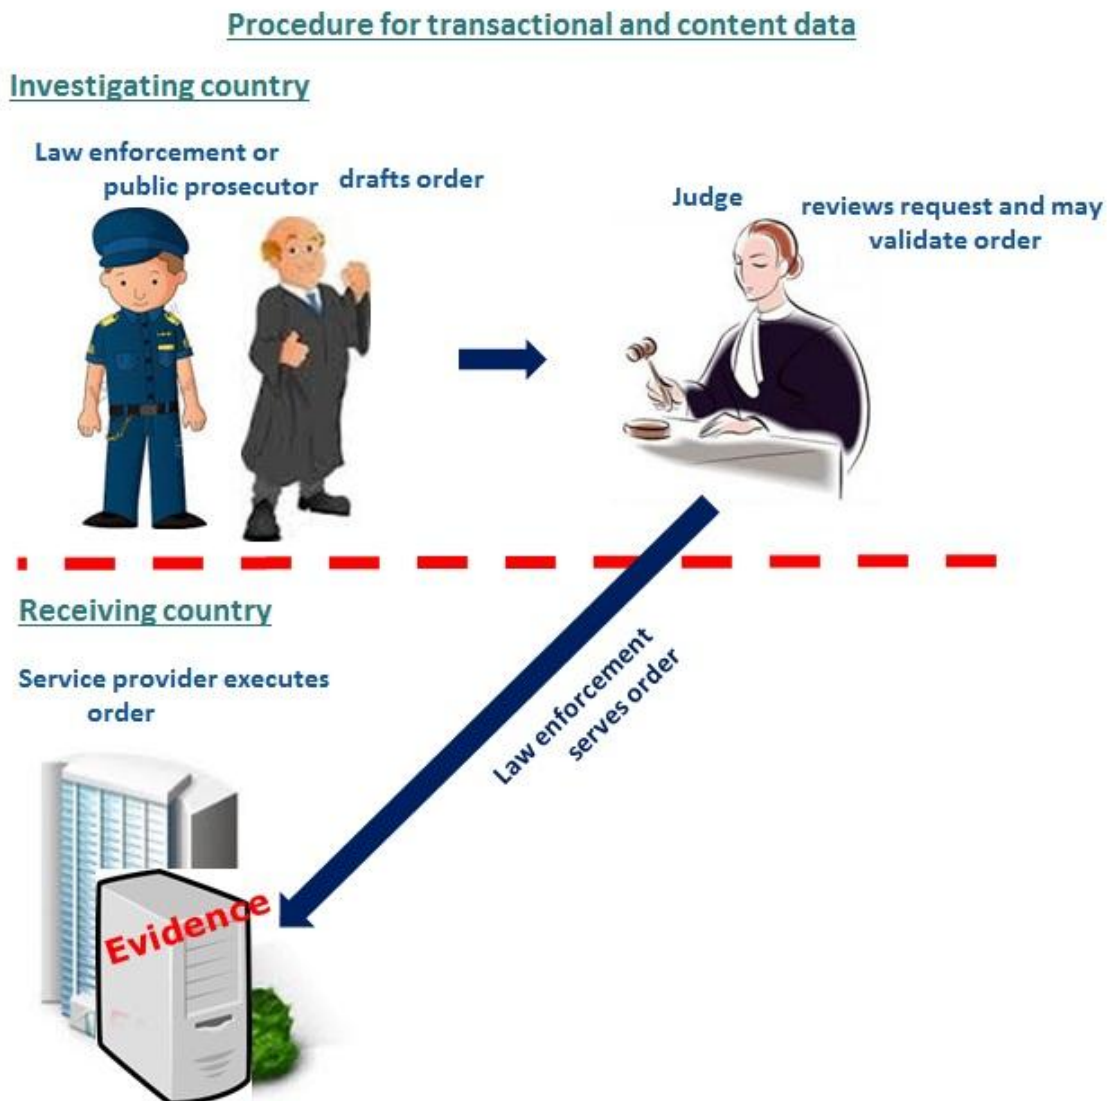 Procedure for transactional and content data
Investigating country
Law enforcement or
public prosecutor
drafts order
Judge
reviews request and may
validate order
Receiving country
Service provider executes
order
Law enforcement
serves order
Evidence